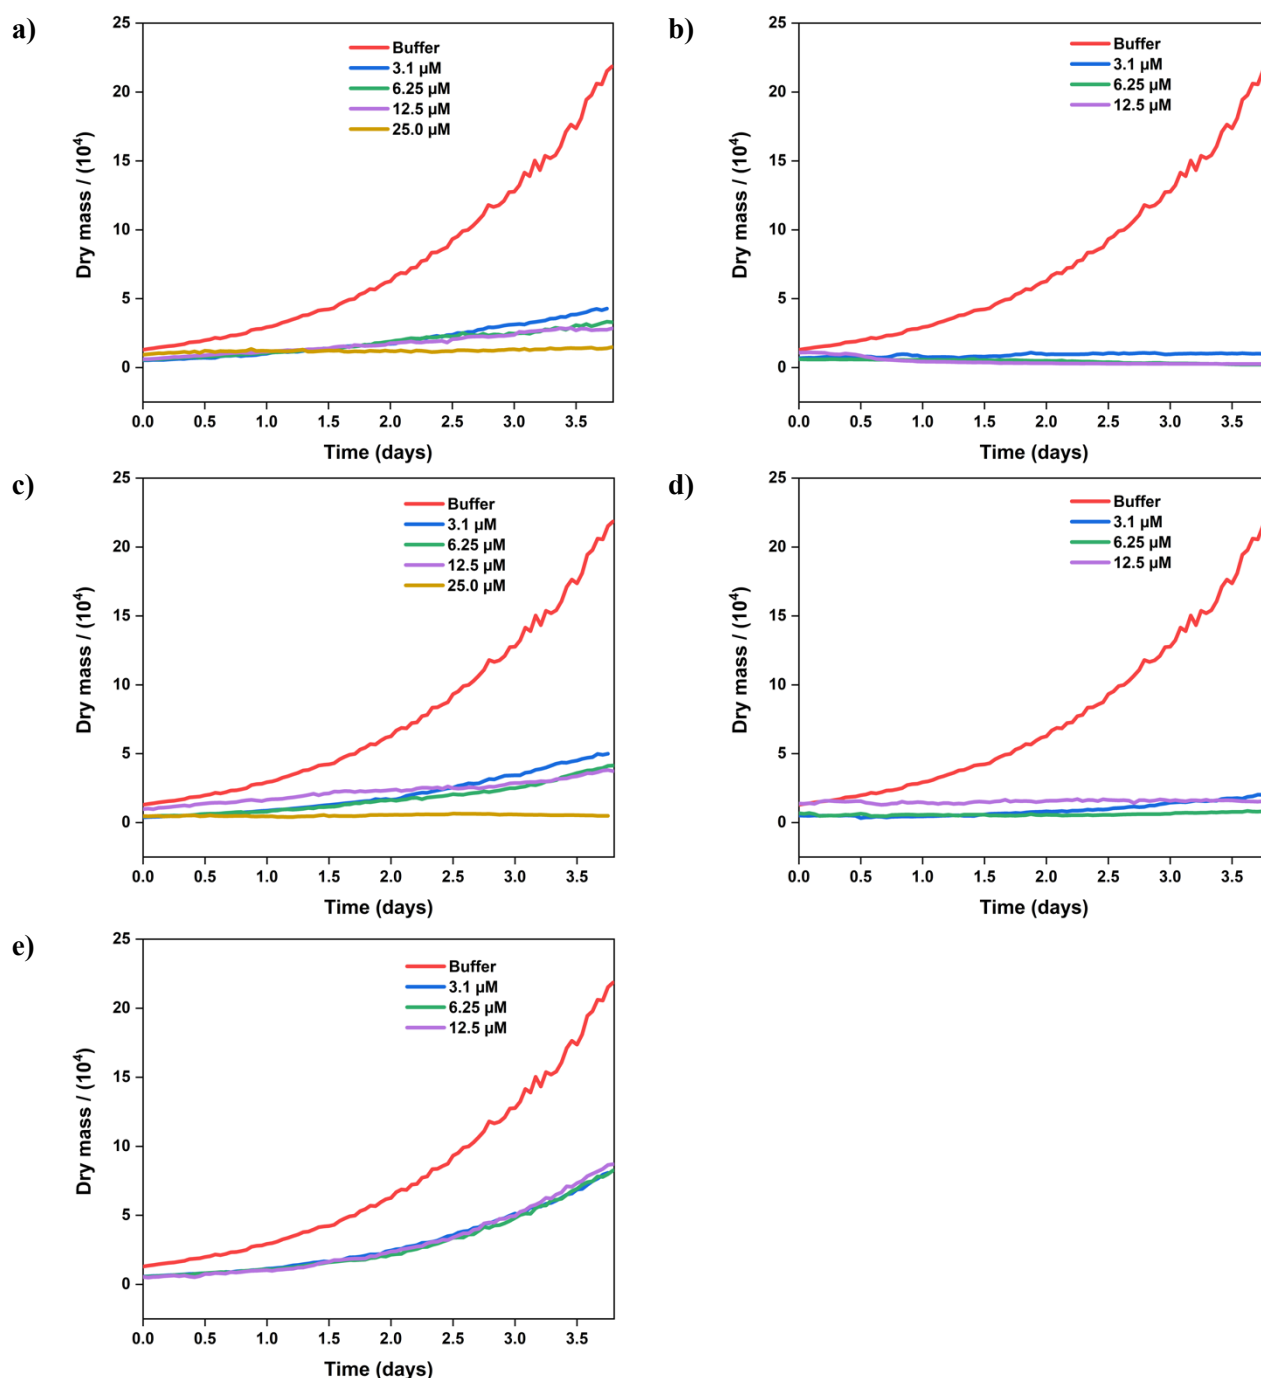 a)
Dry mass / (10⁴)
25
20
15
10
5
0
Buffer
3.1 µM
6.25 µM
12.5 µM
25.0 µM
0.0 0.5 1.0 1.5 2.0 2.5 3.0 3.5
Time (days)
b)
Dry mass / (10⁴)
25
20
15
10
5
0
Buffer
3.1 µM
6.25 µM
12.5 µM
0.0 0.5 1.0 1.5 2.0 2.5 3.0 3.5
Time (days)
c)
Dry mass / (10⁴)
25
20
15
10
5
0
Buffer
3.1 µM
6.25 µM
12.5 µM
25.0 µM
0.0 0.5 1.0 1.5 2.0 2.5 3.0 3.5
Time (days)
d)
Dry mass / (10⁴)
25
20
15
10
5
0
Buffer
3.1 µM
6.25 µM
12.5 µM
0.0 0.5 1.0 1.5 2.0 2.5 3.0 3.5
Time (days)
e)
Dry mass / (10⁴)
25
20
15
10
5
0
Buffer
3.1 µM
6.25 µM
12.5 µM
0.0 0.5 1.0 1.5 2.0 2.5 3.0 3.5
Time (days)